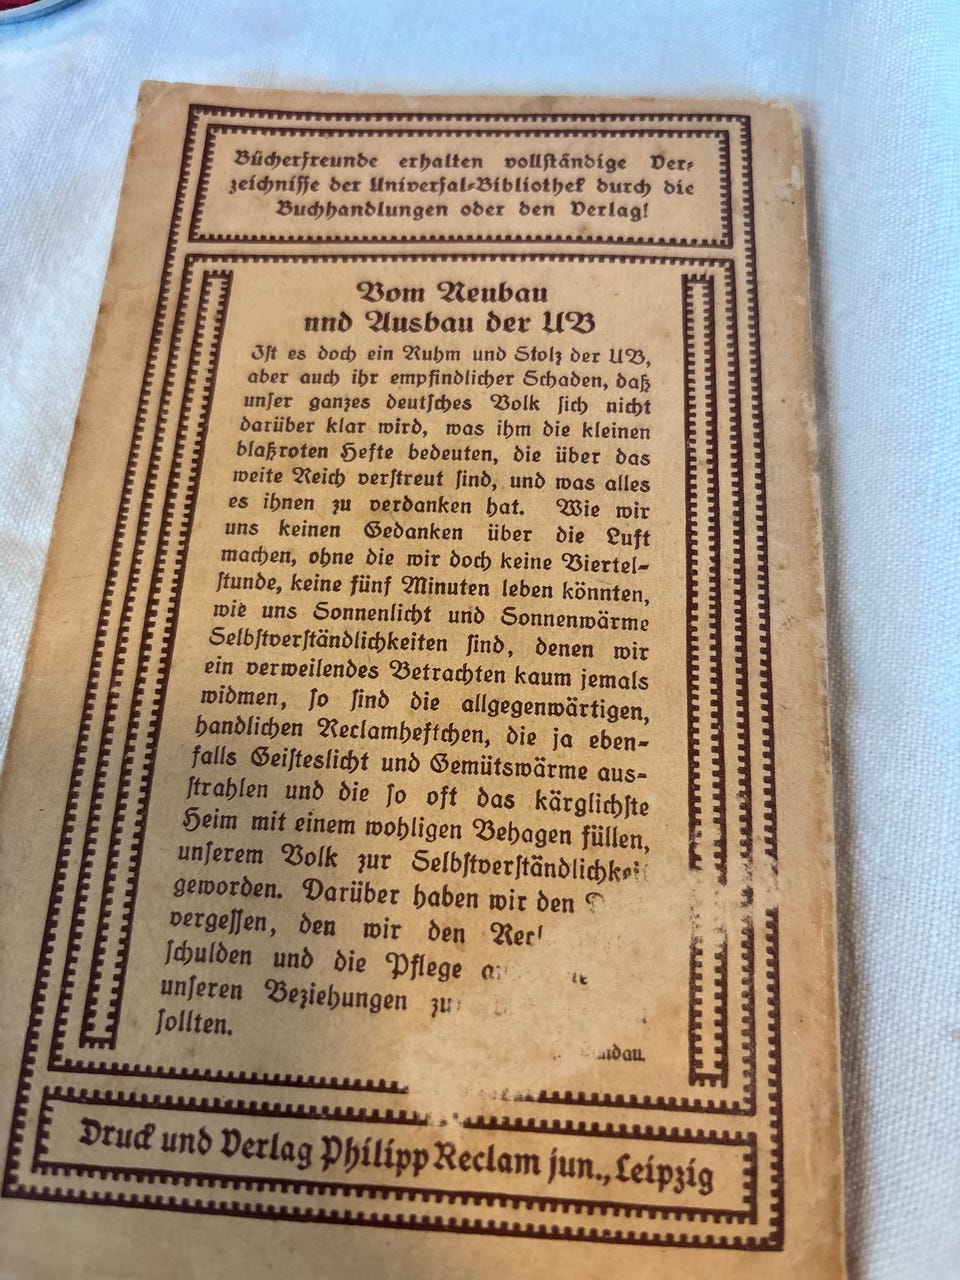 Bücherfreunde erhalten vollständige Ver-
zeichnisse der Universal-Bibliothek durch die
Buchhandlungen oder den Verlag!
Vom Neubau
und Ausbau der UB
Ist es doch ein Ruhm und Stolz der UB,
aber auch ihr empfindlicher Schaden, daß
unser ganzes deutsches Volk sich nicht
darüber klar wird, was ihm die kleinen
blaßroten Hefte bedeuten, die über das
weite Reich verstreut sind, und was alles
es ihnen zu verdanken hat. Wie wir
uns keinen Gedanken über die Luft
machen, ohne die wir doch keine Viertel-
stunde, keine fünf Minuten leben könnten,
wie uns Sonnenlicht und Sonnenwärme
Selbstverständlichkeiten sind, denen wir
ein verweilendes Betrachten kaum jemals
widmen, so sind die allgegenwärtigen,
handlichen Reclamheftchen, die ja eben-
falls Geisteslicht und Gemütswärme aus-
strahlen und die so oft das kärglichste
Heim mit einem wohligen Behagen füllen,
unserem Volk zur Selbstverständlichkeit
geworden. Darüber haben wir den
vergessen, den wir den
schulden und die Pflege
unseren Beziehungen zu
sollten.
Druck und Verlag Philipp Reclam jun., Leipzig